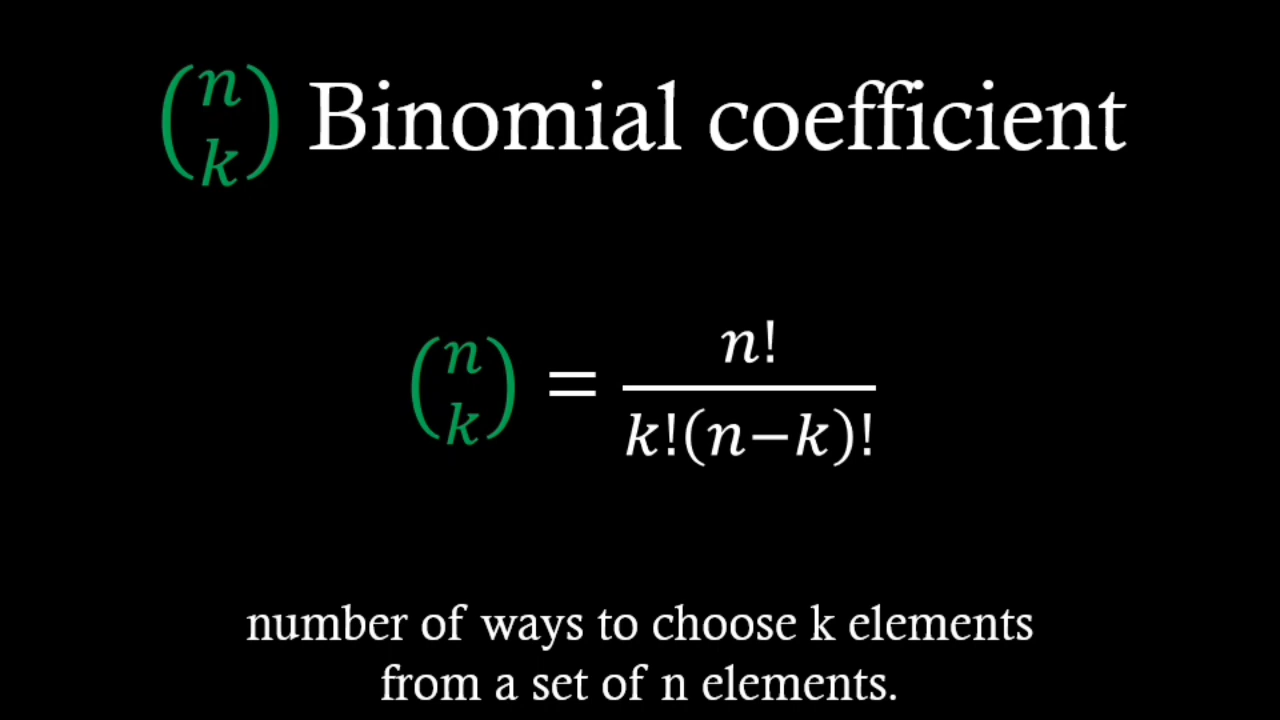 (n k) Binomial coefficient
(n k) = n! / k!(n−k)!
number of ways to choose k elements
from a set of n elements.